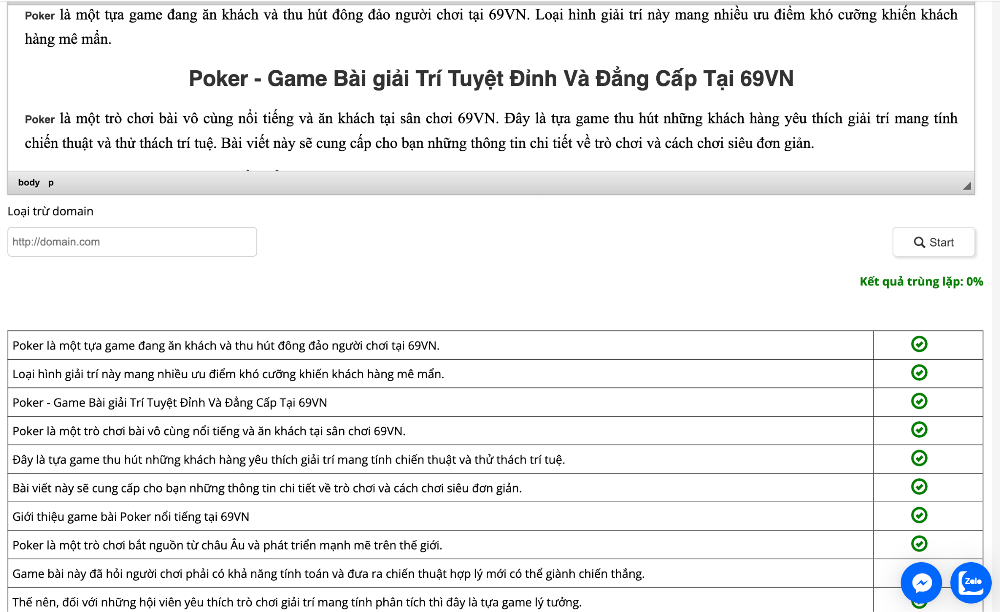 Poker là một tựa game đang ăn khách và thu hút đông đảo người chơi tại 69VN. Loại hình giải trí này mang nhiều ưu điểm khó cưỡng khiến khách
hàng mê mẩn.
Poker - Game Bài giải Trí Tuyệt Đỉnh Và Đẳng Cấp Tại 69VN
Poker là một trò chơi bài vô cùng nổi tiếng và ăn khách tại sân chơi 69VN. Đây là tựa game thu hút những khách hàng yêu thích giải trí mang tính
chiến thuật và thử thách trí tuệ. Bài viết này sẽ cung cấp cho bạn những thông tin chi tiết về trò chơi và cách chơi siêu đơn giản.
body p
Loại trừ domain
http://domain.com
Start
Kết quả trùng lặp: 0%
Poker là một tựa game đang ăn khách và thu hút đông đảo người chơi tại 69VN.
Loại hình giải trí này mang nhiều ưu điểm khó cưỡng khiến khách hàng mê mẩn.
Poker - Game Bài giải Trí Tuyệt Đỉnh Và Đẳng Cấp Tại 69VN
Poker là một trò chơi bài vô cùng nổi tiếng và ăn khách tại sân chơi 69VN.
Đây là tựa game thu hút những khách hàng yêu thích giải trí mang tính chiến thuật và thử thách trí tuệ.
Bài viết này sẽ cung cấp cho bạn những thông tin chi tiết về trò chơi và cách chơi siêu đơn giản.
Giới thiệu game bài Poker nổi tiếng tại 69VN
Poker là một trò chơi bắt nguồn từ châu Âu và phát triển mạnh mẽ trên thế giới.
Game bài này đã hỏi người chơi phải có khả năng tính toán và đưa ra chiến thuật hợp lý mới có thể giành chiến thắng.
Zalo
Thế nên, đối với những hội viên yêu thích trò chơi giải trí mang tính phân tích thì đây là tựa game lý tưởng.